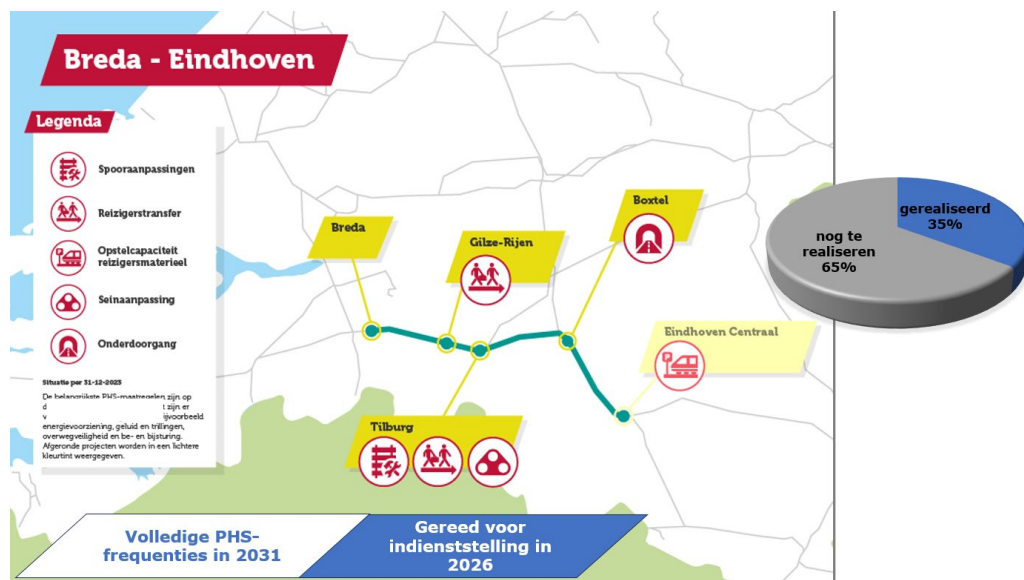 Breda - Eindhoven
Legenda
Spooraanpassingen
Reizigerstransfer
Opstelcapaciteit
reizigersmaterieel
Seinaanpassing
Onderdoorgang
Situatie per 31-12-2023
De belangrijkste PHS-maatregelen zijn op
t zijn er
ijvoorbeeld
energievoorziening, geluid en trillingen,
overwegveiligheid en be- en bijsturing.
Afgeronde projecten worden in een lichtere
kleurtint weergegeven.
Breda
Gilze-Rijen
Boxtel
Eindhoven Centraal
Tilburg
gerealiseerd
35%
nog te
realiseren
65%
Volledige PHS-
frequenties in 2031
Gereed voor
indienststelling in
2026